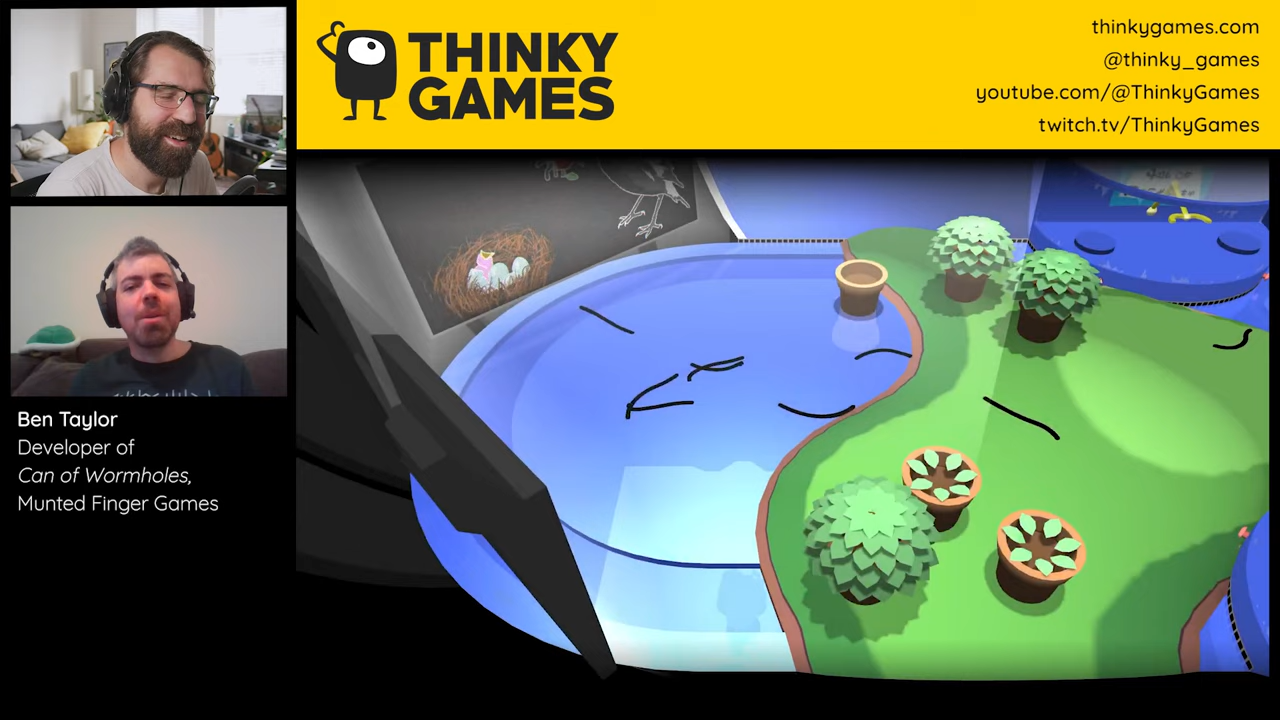 THINKY
GAMES
thinkygames.com
@thinky_games
youtube.com/@ThinkyGames
twitch.tv/ThinkyGames
Ben Taylor
Developer of
Can of Wormholes,
Munted Finger Games